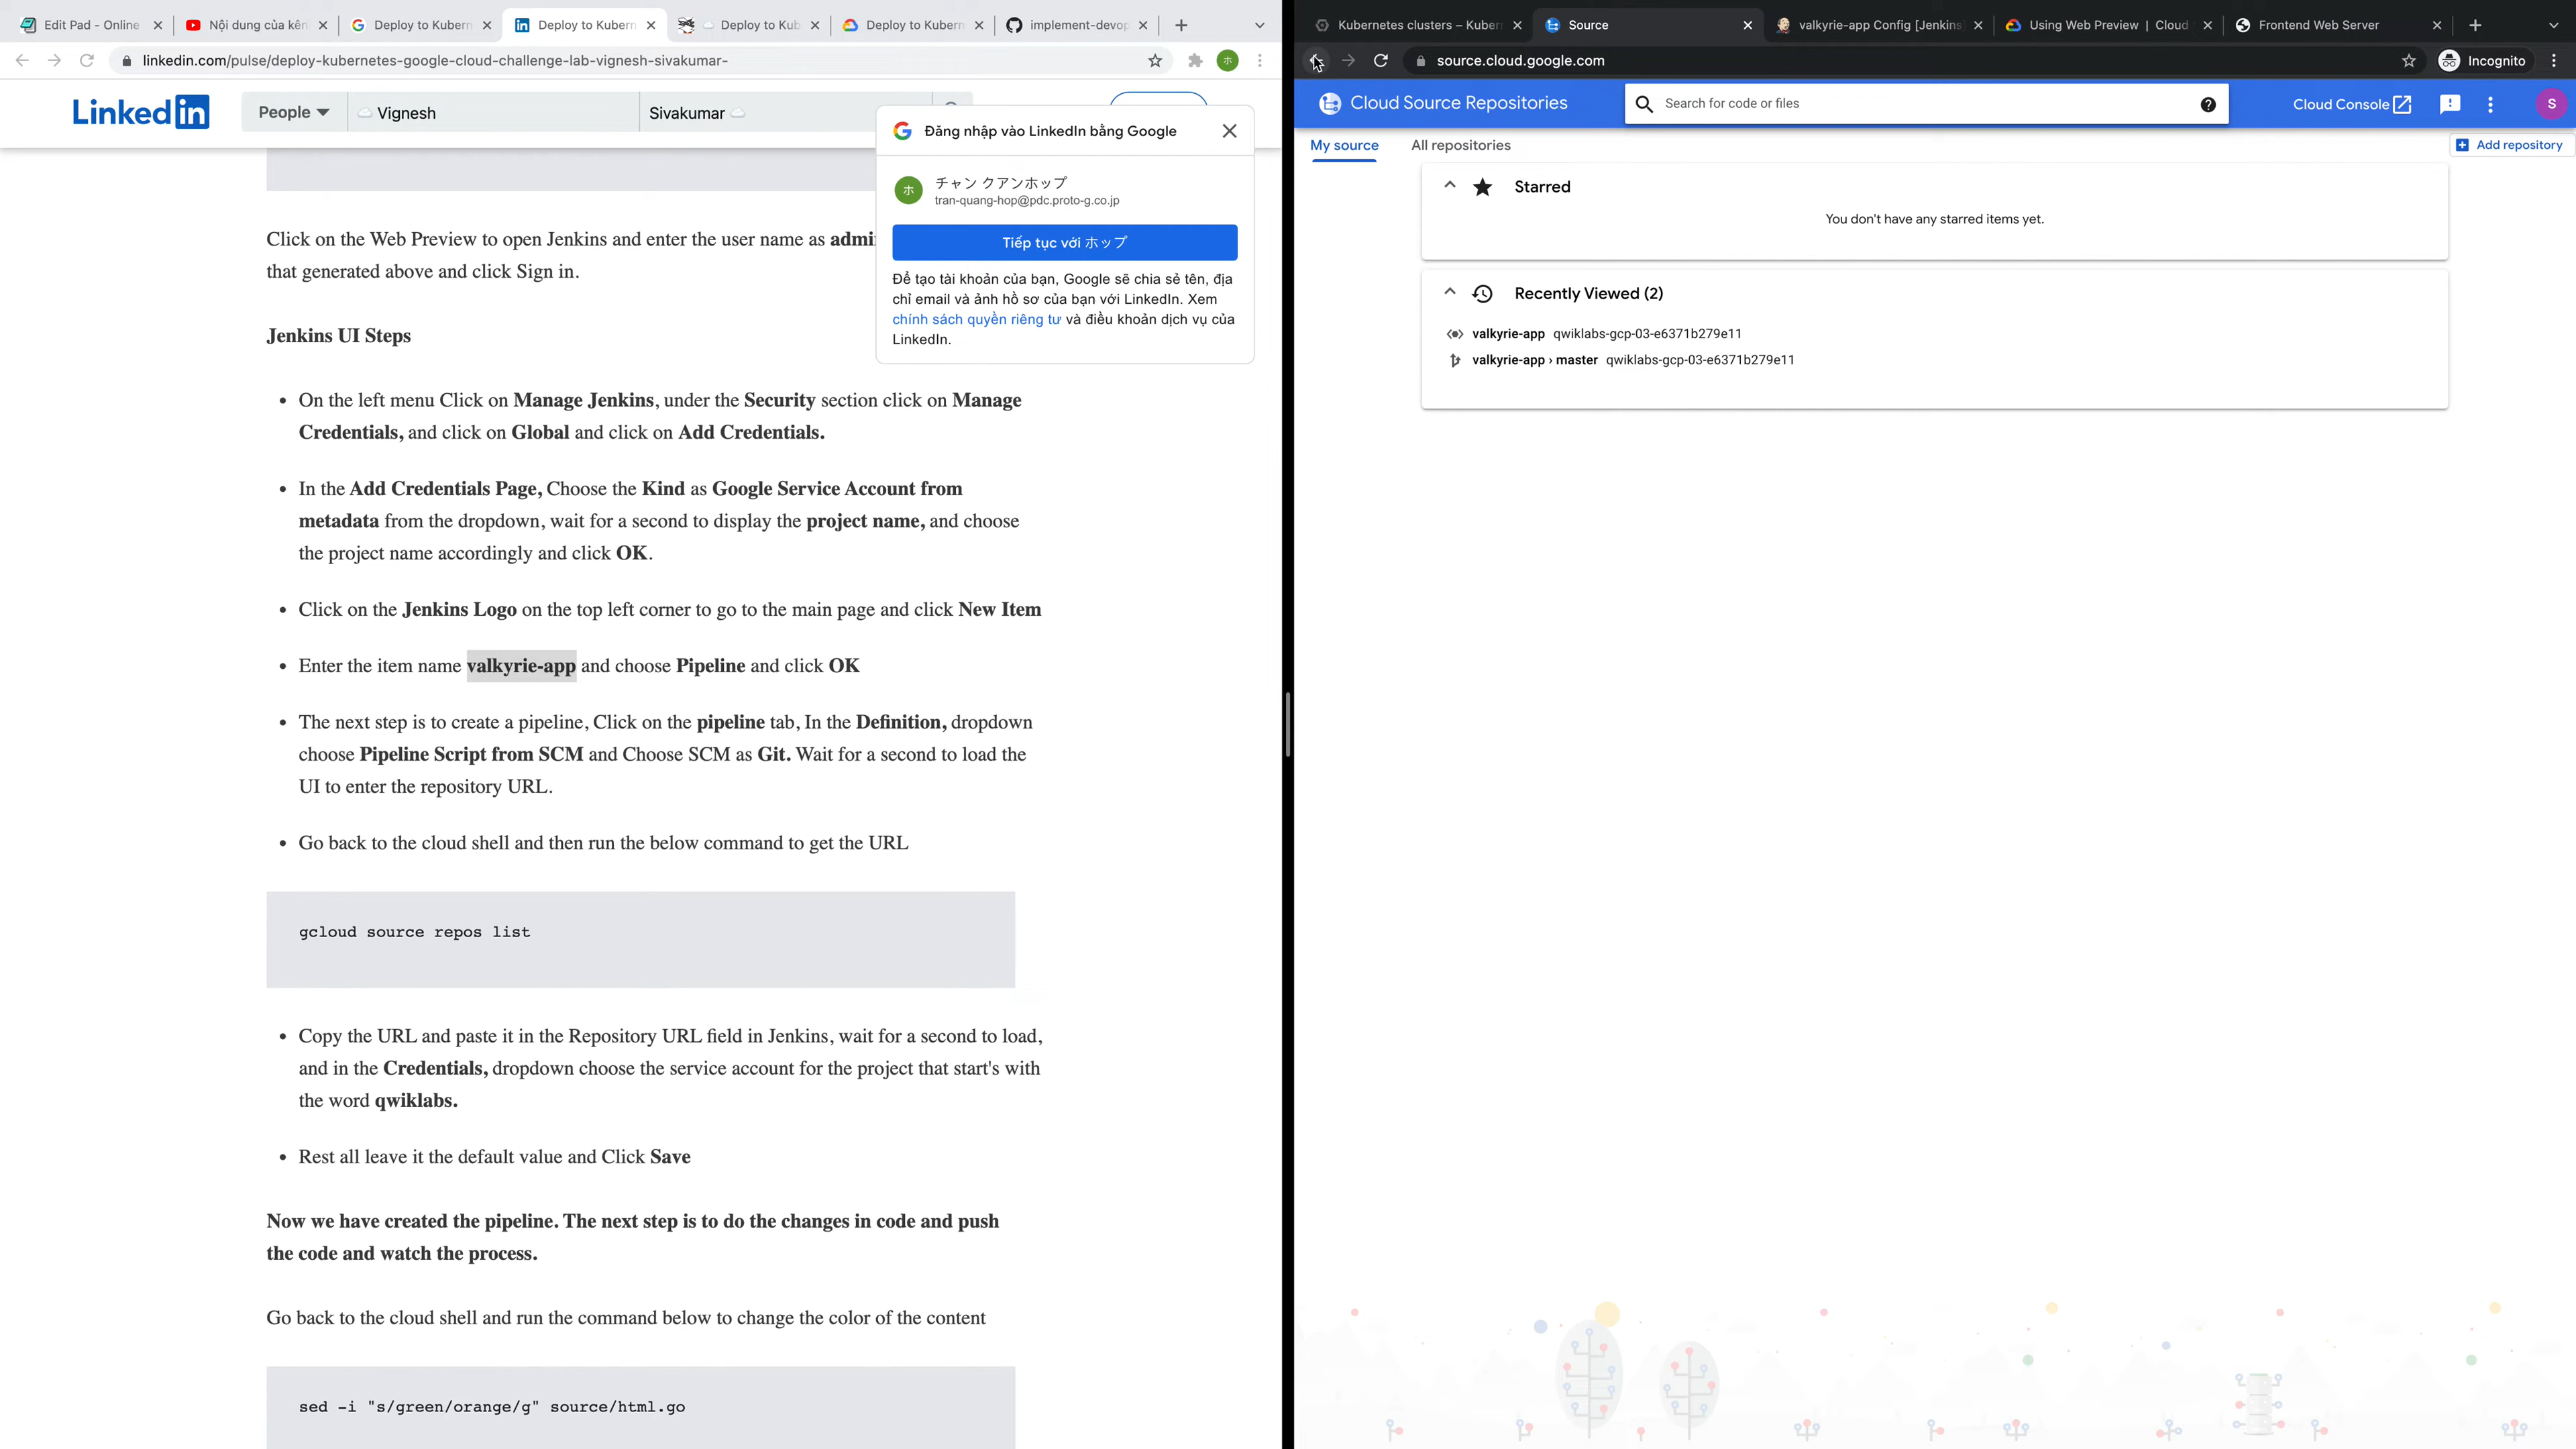 Edit Pad - Online
Nội dung của kên
Deploy to Kubern
Deploy to Kubern
Deploy to Kub
Deploy to Kubern
implement-devop
linkedin.com/pulse/deploy-kubernetes-google-cloud-challenge-lab-vignesh-sivakumar-
ホ
LinkedIn
People
Vignesh
Sivakumar
Đăng nhập vào LinkedIn bằng Google
ホ
チャン クアンホップ
tran-quang-hop@pdc.proto-g.co.jp
Tiếp tục với ホップ
Để tạo tài khoản của bạn, Google sẽ chia sẻ tên, địa
chỉ email và ảnh hồ sơ của bạn với LinkedIn. Xem
chính sách quyền riêng tư và điều khoản dịch vụ của
LinkedIn.
Click on the Web Preview to open Jenkins and enter the user name as admi
that generated above and click Sign in.
Jenkins UI Steps
• On the left menu Click on Manage Jenkins, under the Security section click on Manage
Credentials, and click on Global and click on Add Credentials.
• In the Add Credentials Page, Choose the Kind as Google Service Account from
metadata from the dropdown, wait for a second to display the project name, and choose
the project name accordingly and click OK.
• Click on the Jenkins Logo on the top left corner to go to the main page and click New Item
• Enter the item name valkyrie-app and choose Pipeline and click OK
• The next step is to create a pipeline, Click on the pipeline tab, In the Definition, dropdown
choose Pipeline Script from SCM and Choose SCM as Git. Wait for a second to load the
UI to enter the repository URL.
• Go back to the cloud shell and then run the below command to get the URL
gcloud source repos list
• Copy the URL and paste it in the Repository URL field in Jenkins, wait for a second to load,
and in the Credentials, dropdown choose the service account for the project that start's with
the word qwiklabs.
• Rest all leave it the default value and Click Save
Now we have created the pipeline. The next step is to do the changes in code and push
the code and watch the process.
Go back to the cloud shell and run the command below to change the color of the content
sed -i "s/green/orange/g" source/html.go
Kubernetes clusters – Kuber
Source
valkyrie-app Config [Jenkins
Using Web Preview | Cloud
Frontend Web Server
source.cloud.google.com
Incognito
Cloud Source Repositories
Search for code or files
Cloud Console
S
My source
All repositories
Add repository
Starred
You don't have any starred items yet.
Recently Viewed (2)
valkyrie-app qwiklabs-gcp-03-e6371b279e11
valkyrie-app › master qwiklabs-gcp-03-e6371b279e11